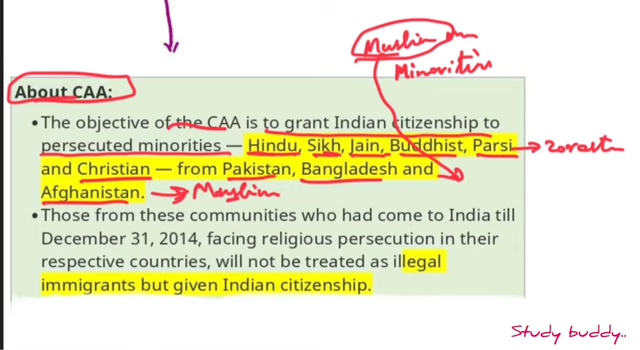 Muslim
Minorities
About CAA:
•The objective of the CAA is to grant Indian citizenship to
persecuted minorities — Hindu, Sikh, Jain, Buddhist, Parsi
and Christian — from Pakistan, Bangladesh and
Afghanistan. → Muslim
•Those from these communities who had come to India till
December 31, 2014, facing religious persecution in their
respective countries, will not be treated as illegal
immigrants but given Indian citizenship.
Study buddy..